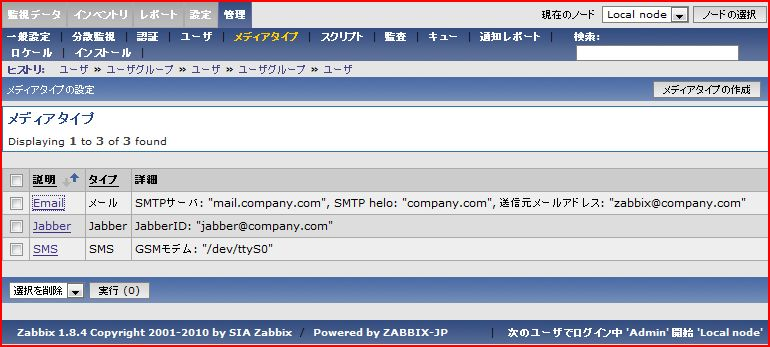 監視データ インベントリ レポート 設定 管理 現在のノード Local node ノードの選択
一般設定 | 分散監視 | 認証 | ユーザ | メディアタイプ | スクリプト | 監査 | キュー | 通知レポート | 検索:
ロケール | インストール |
ヒストリ: ユーザ » ユーザグループ » ユーザ » ユーザグループ » ユーザ
メディアタイプの設定 メディアタイプの作成
メディアタイプ
Displaying 1 to 3 of 3 found
説明 タイプ 詳細
Email メール SMTPサーバ: "mail.company.com", SMTP helo: "company.com", 送信元メールアドレス: "zabbix@company.com"
Jabber Jabber JabberID: "jabber@company.com"
SMS SMS GSMモデム: "/dev/ttyS0"
選択を削除 実行 (0)
Zabbix 1.8.4 Copyright 2001-2010 by SIA Zabbix / Powered by ZABBIX-JP | 次のユーザでログイン中 'Admin' 開始 'Local node'